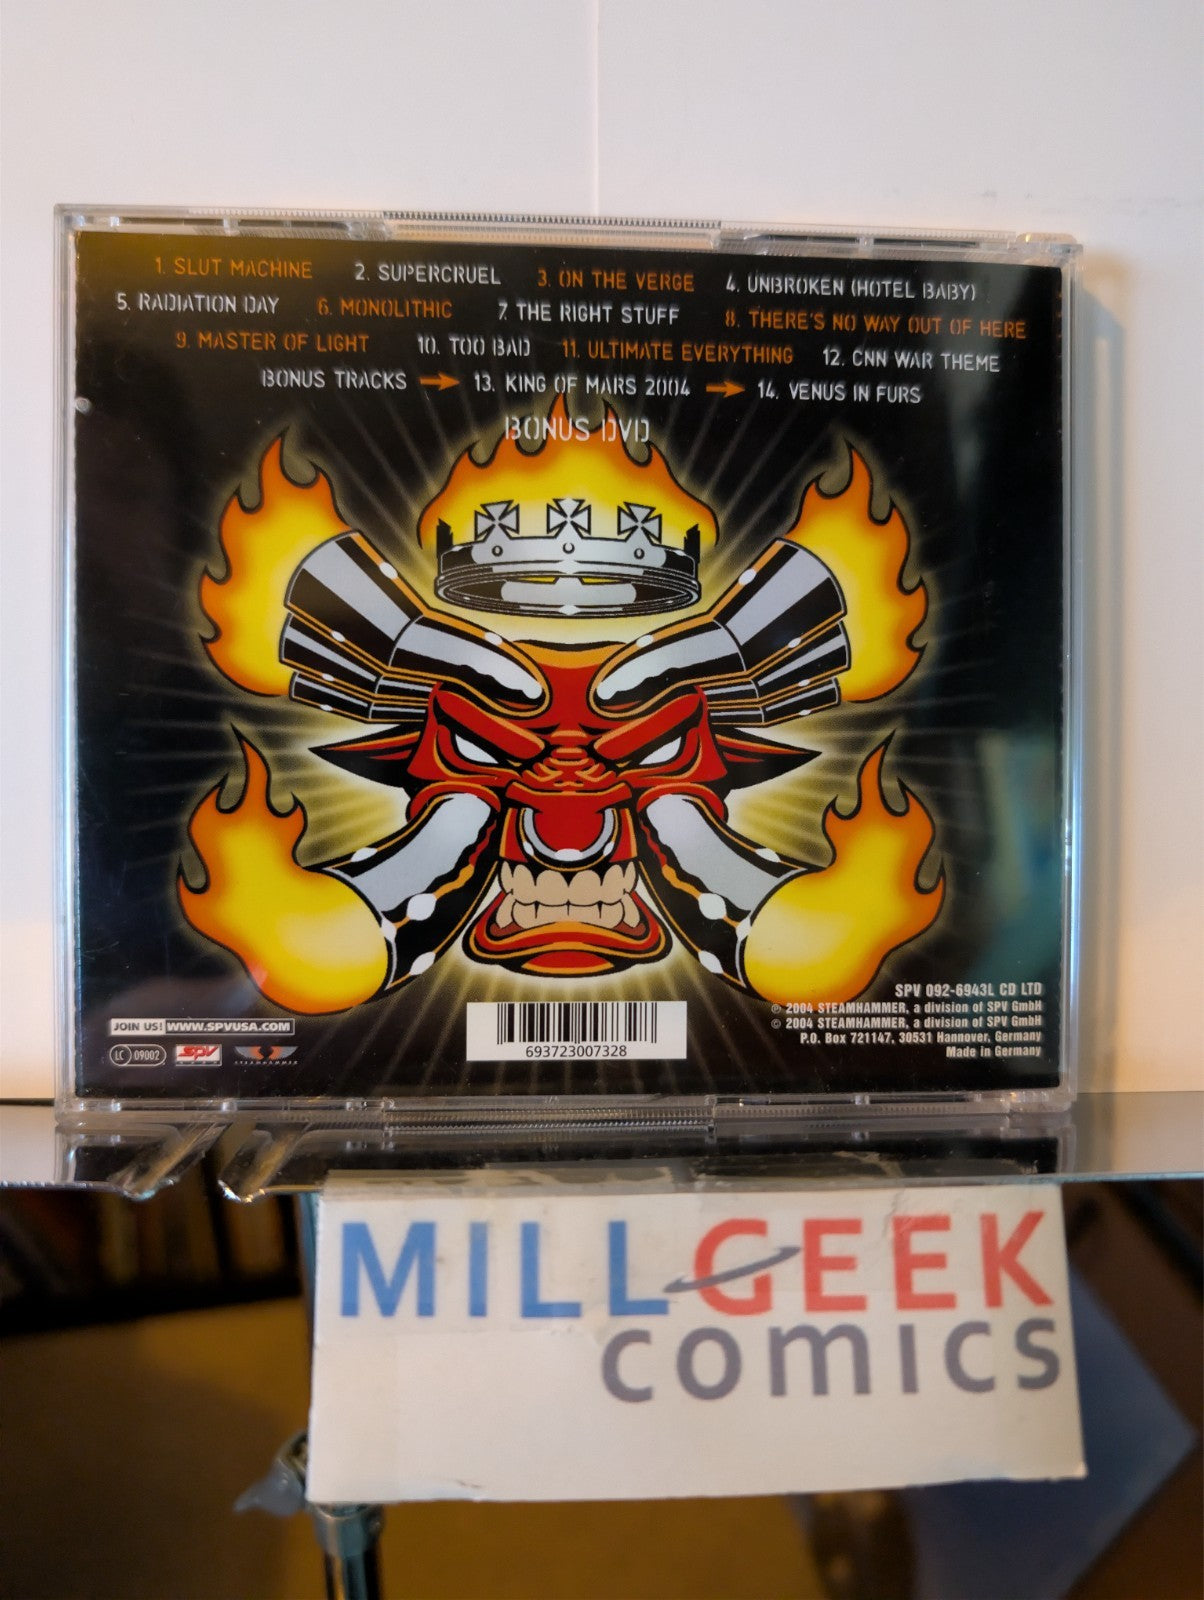 1. SLUT MACHINE 2. SUPERCRUEL 3. ON THE VERGE 4. UNBROKEN (HOTEL BABY)
5. RADIATION DAY 6. MONOLITHIC 7. THE RIGHT STUFF 8. THERE'S NO WAY OUT OF HERE
9. MASTER OF LIGHT 10. TOO BAD 11. ULTIMATE EVERYTHING 12. CNN WAR THEME
BONUS TRACKS → 13. KING OF MARS 2004 → 14. VENUS IN FURS
BONUS DVD
SPV 092-6943L CD LTD
℗ 2004 STEAMHAMMER, a division of SPV GmbH
© 2004 STEAMHAMMER, a division of SPV GmbH
P.O. Box 721147, 30531 Hannover, Germany
Made in Germany
JOIN US! WWW.SPVUSA.COM
LC 09002 SPV STEAMHAMMER
693723007328
MILLGEEK
COMICS